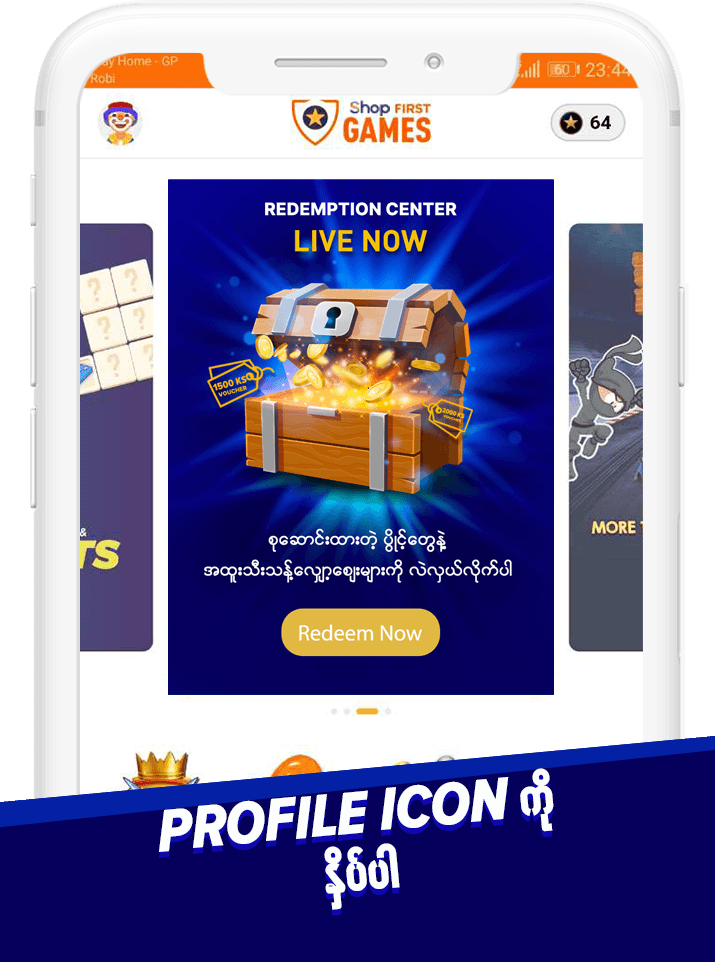 ay Home - GP
Robi
60
23:44
Shop FIRST
GAMES
64
REDEMPTION CENTER
LIVE NOW
1500 KS
VOUCHER
2000 KS
VOUCHER
စုဆောင်းထားတဲ့ ပွိုင့်တွေနဲ့
အထူးသီးသန့်လျှော့ဈေးများကို လဲလှယ်လိုက်ပါ
Redeem Now
&
TS
MORE
PROFILE ICON ကို
နှိပ်ပါ